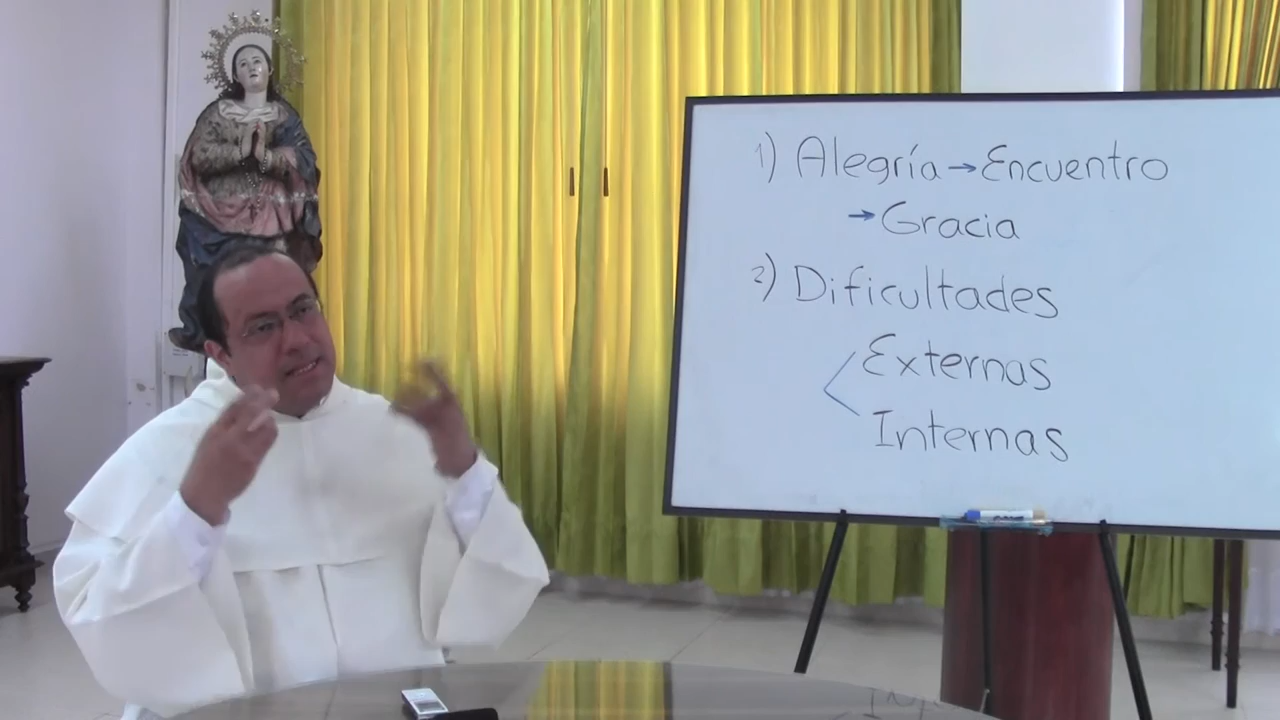 1) Alegría → Encuentro
→ Gracia
2) Dificultades
Externas
Internas